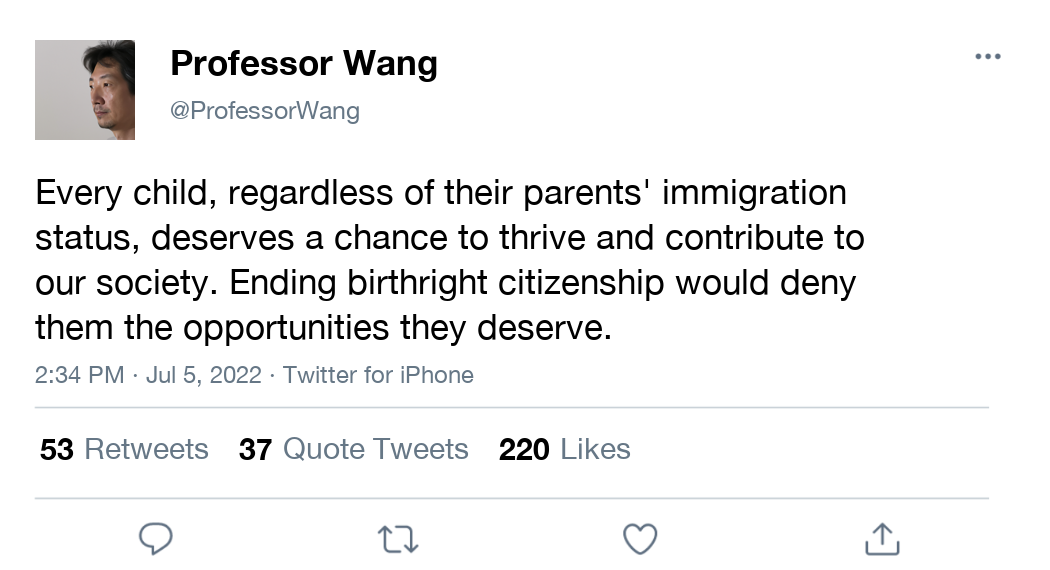 Professor Wang
@ProfessorWang
Every child, regardless of their parents' immigration
status, deserves a chance to thrive and contribute to
our society. Ending birthright citizenship would deny
them the opportunities they deserve.
2:34 PM · Jul 5, 2022 · Twitter for iPhone
53 Retweets 37 Quote Tweets 220 Likes